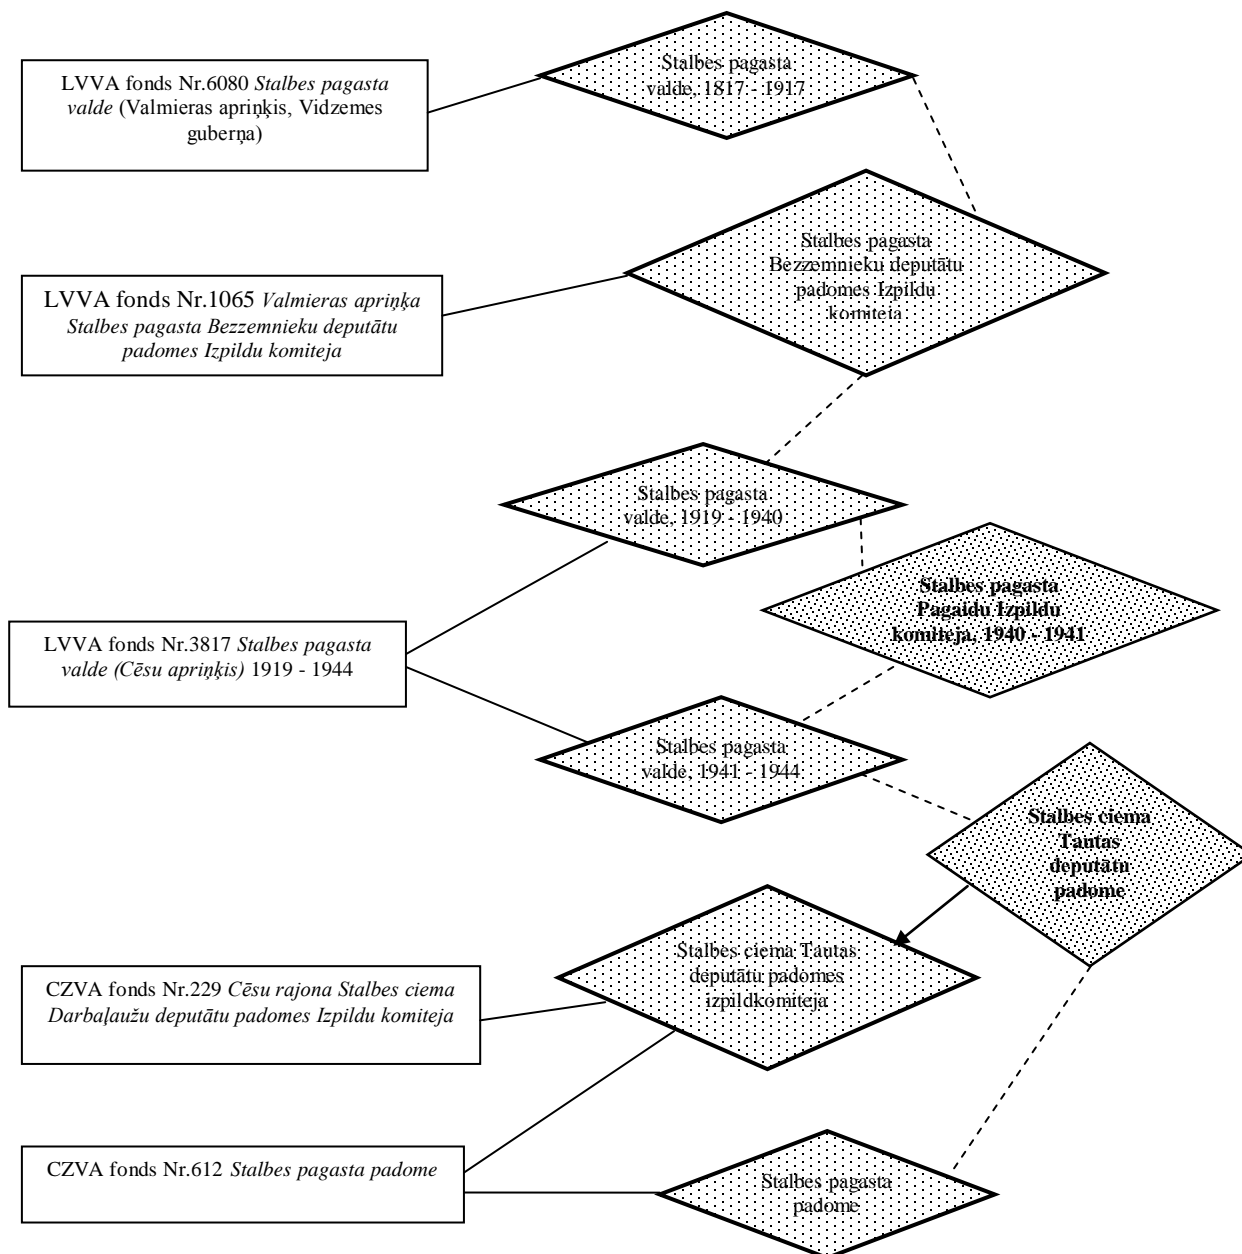 LVVA fonds Nr.6080 Stalbes pagasta
valde (Valmieras apriņķis, Vidzemes
guberņa)
Stalbes pagasta
valde, 1817 - 1917
Stalbes pagasta
Bezzemnieku deputātu
padomes Izpildu
komiteja
LVVA fonds Nr.1065 Valmieras apriņķa
Stalbes pagasta Bezzemnieku deputātu
padomes Izpildu komiteja
Stalbes pagasta
valde, 1919 - 1940
Stalbes pagasta
Pagaidu Izpildu
komiteja, 1940 - 1941
LVVA fonds Nr.3817 Stalbes pagasta
valde (Cēsu apriņķis) 1919 - 1944
Stalbes pagasta
valde, 1941 - 1944
Stalbes ciema
Tautas
deputātu
padome
Stalbes ciema Tautas
deputātu padomes
izpildkomiteja
CZVA fonds Nr.229 Cēsu rajona Stalbes ciema
Darbaļaužu deputātu padomes Izpildu komiteja
CZVA fonds Nr.612 Stalbes pagasta padome
Stalbes pagasta
padome